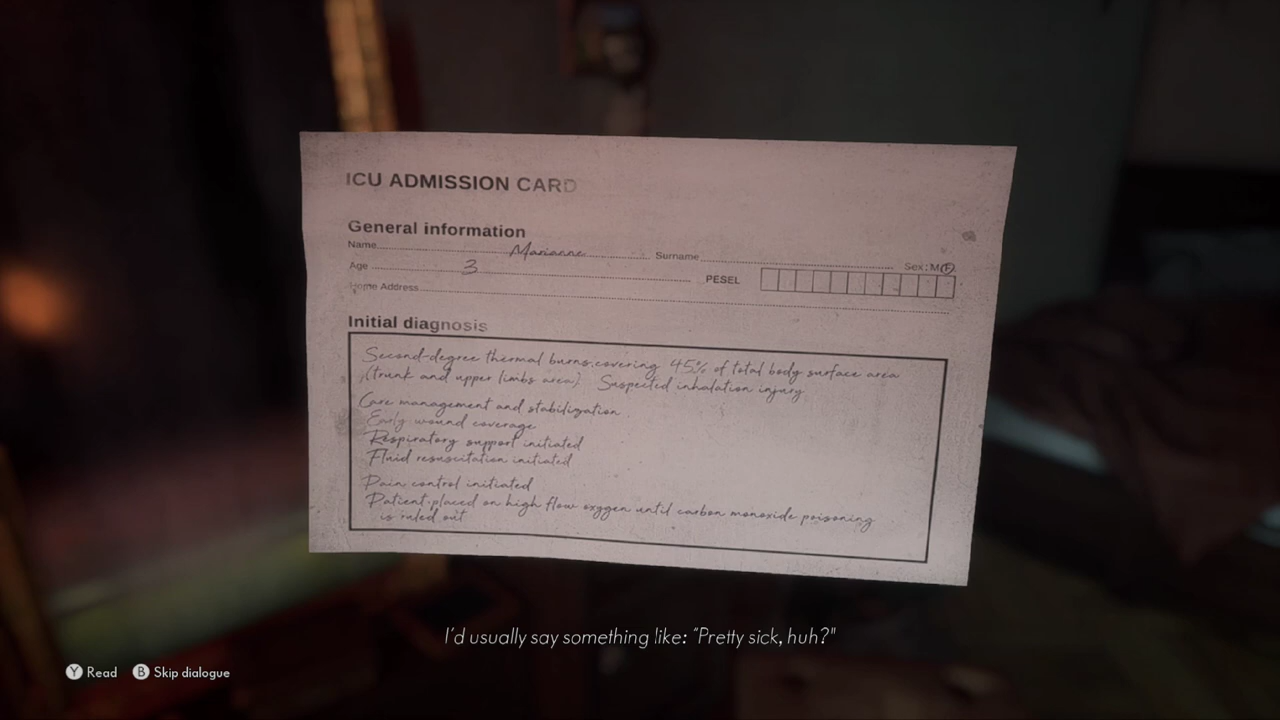 ICU ADMISSION CARD
General information
Name Marianne Surname Sex: M F
Age 3 PESEL
Home Address
Initial diagnosis
Second-degree thermal burns covering 45% of total body surface area
(trunk and upper limbs area) Suspected inhalation injury
Care management and stabilization
Early wound coverage
Respiratory support initiated
Fluid resuscitation initiated
Pain control initiated
Patient placed on high flow oxygen until carbon monoxide poisoning
is ruled out
I'd usually say something like: "Pretty sick, huh?"
Y Read B Skip dialogue